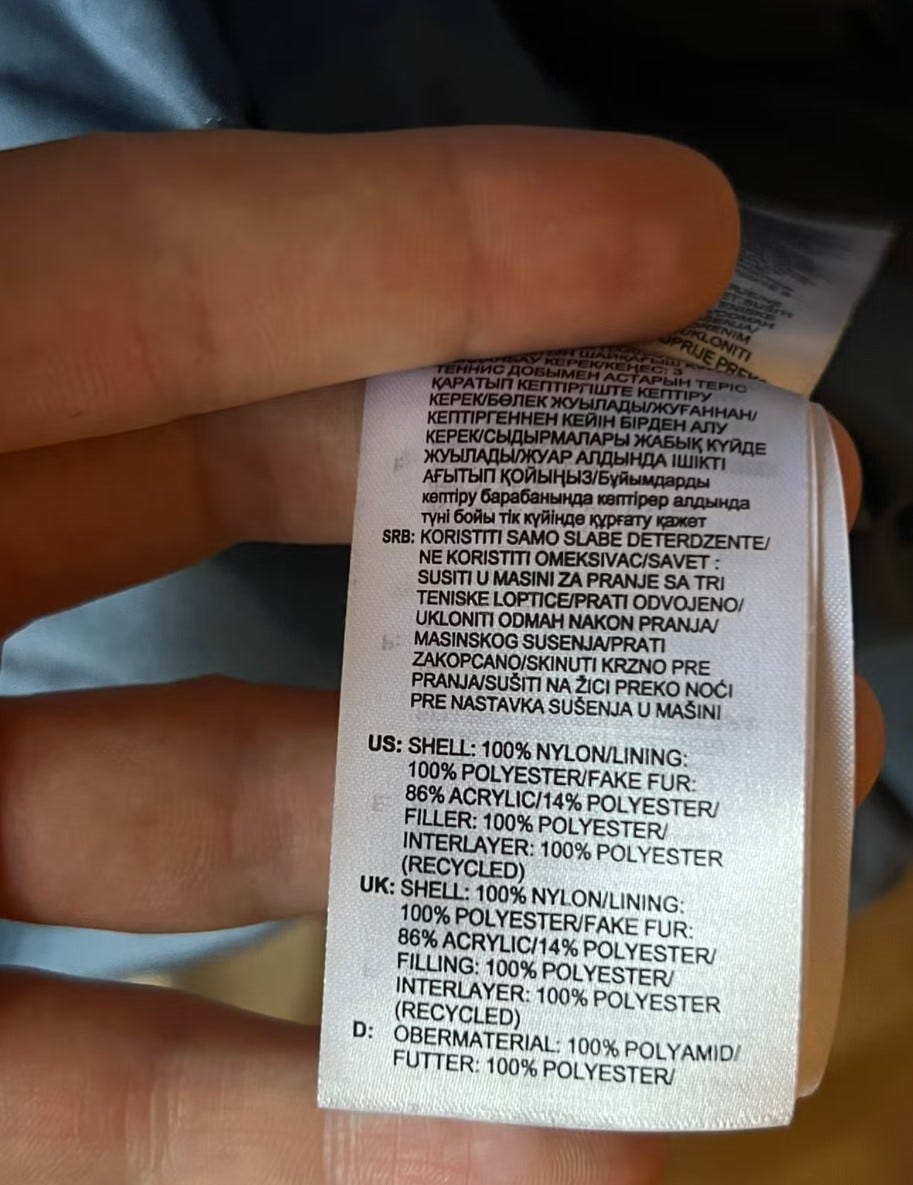 UKLONITI
ТЕННИС ДОБЫМЕН АСТАРЫН ТЕРІС
ҚАРАТЫП КЕПТІРГІШТЕ КЕПТІРУ
КЕРЕК/БӨЛЕК ЖУЫЛАДЫ/ЖУҒАННАН/
КЕПТІРГЕННЕН КЕЙІН БІРДЕН АЛУ
КЕРЕК/СЫДЫРМАЛАРЫ ЖАБЫҚ КҮЙДЕ
ЖУЫЛАДЫ/ЖУАР АЛДЫНДА ІШІКТІ
АҒЫТЫП ҚОЙЫҢЫЗ/Бұйымдарды
кептіру барабанында кептірер алдында
түні бойы тік күйінде құрғату қажет
SRB: KORISTITI SAMO SLABE DETERDZENTE/
NE KORISTITI OMEKSIVAC/SAVET :
SUSITI U MASINI ZA PRANJE SA TRI
TENISKE LOPTICE/PRATI ODVOJENO/
UKLONITI ODMAH NAKON PRANJA/
MASINSKOG SUSENJA/PRATI
ZAKOPCANO/SKINUTI KRZNO PRE
PRANJA/SUŠITI NA ŽICI PREKO NOĆI
PRE NASTAVKA SUŠENJA U MAŠINI
US: SHELL: 100% NYLON/LINING:
100% POLYESTER/FAKE FUR:
86% ACRYLIC/14% POLYESTER/
FILLER: 100% POLYESTER/
INTERLAYER: 100% POLYESTER
(RECYCLED)
UK: SHELL: 100% NYLON/LINING:
100% POLYESTER/FAKE FUR:
86% ACRYLIC/14% POLYESTER/
FILLING: 100% POLYESTER/
INTERLAYER: 100% POLYESTER
(RECYCLED)
D: OBERMATERIAL: 100% POLYAMID/
FUTTER: 100% POLYESTER/